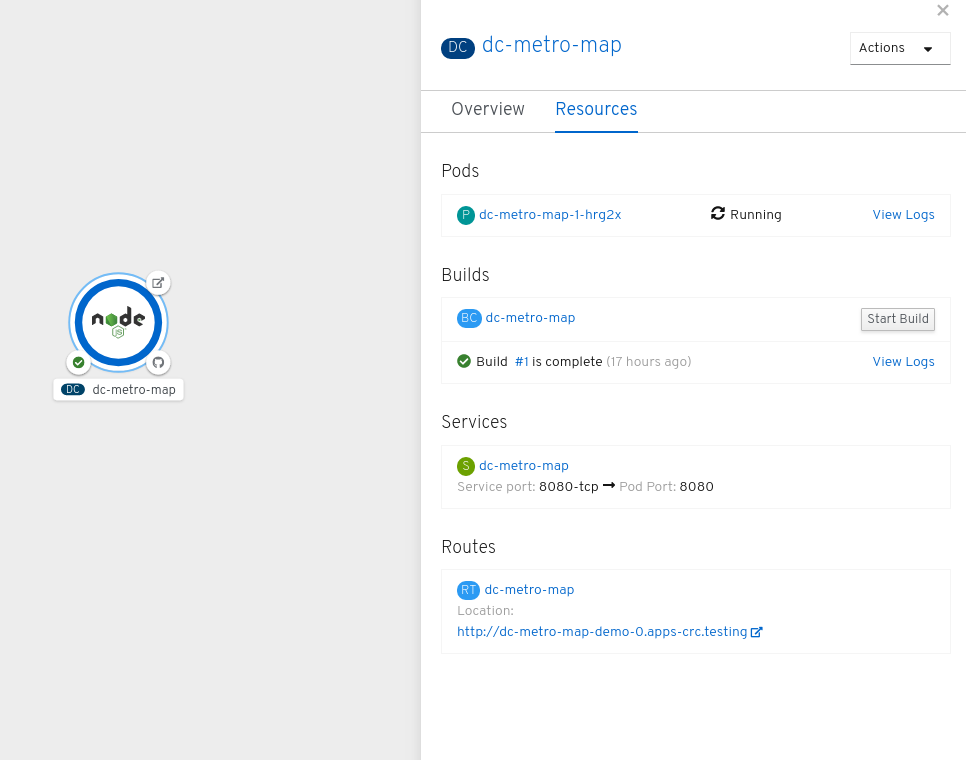 ×
DC dc-metro-map
Actions
Overview Resources
Pods
P dc-metro-map-1-hrg2x Running View Logs
Builds
BC dc-metro-map Start Build
Build #1 is complete (17 hours ago) View Logs
Services
S dc-metro-map
Service port: 8080-tcp → Pod Port: 8080
Routes
RT dc-metro-map
Location:
http://dc-metro-map-demo-0.apps-crc.testing
node
JS
DC dc-metro-map